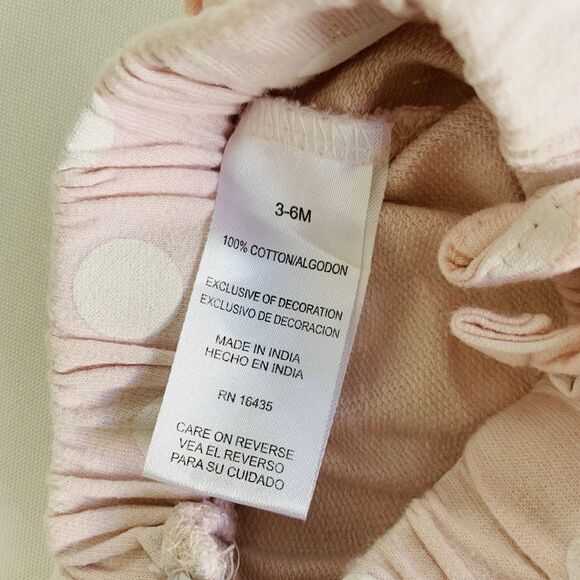 3-6M
100% COTTON/ALGODON
EXCLUSIVE OF DECORATION
EXCLUSIVO DE DECORACION
MADE IN INDIA
HECHO EN INDIA
RN 16435
CARE ON REVERSE
VEA EL REVERSO
PARA SU CUIDADO